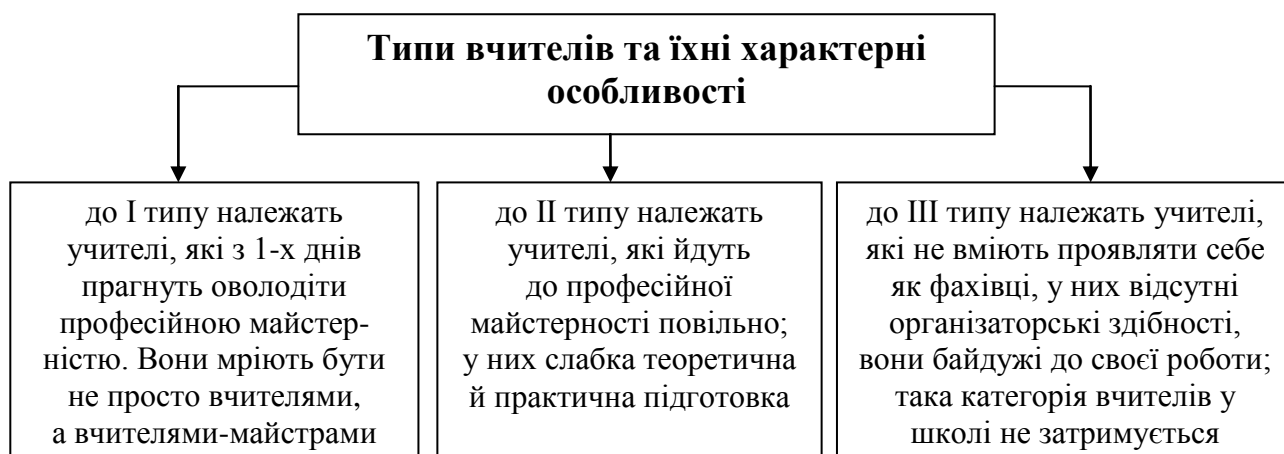 Типи вчителів та їхні характерні
особливості
до І типу належать
учителі, які з 1-х днів
прагнуть оволодіти
професійною майстер-
ністю. Вони мріють бути
не просто вчителями,
а вчителями-майстрами
до ІІ типу належать
учителі, які йдуть
до професійної
майстерності повільно;
у них слабка теоретична
й практична підготовка
до ІІІ типу належать учителі,
які не вміють проявляти себе
як фахівці, у них відсутні
організаторські здібності,
вони байдужі до своєї роботи;
така категорія вчителів у
школі не затримується